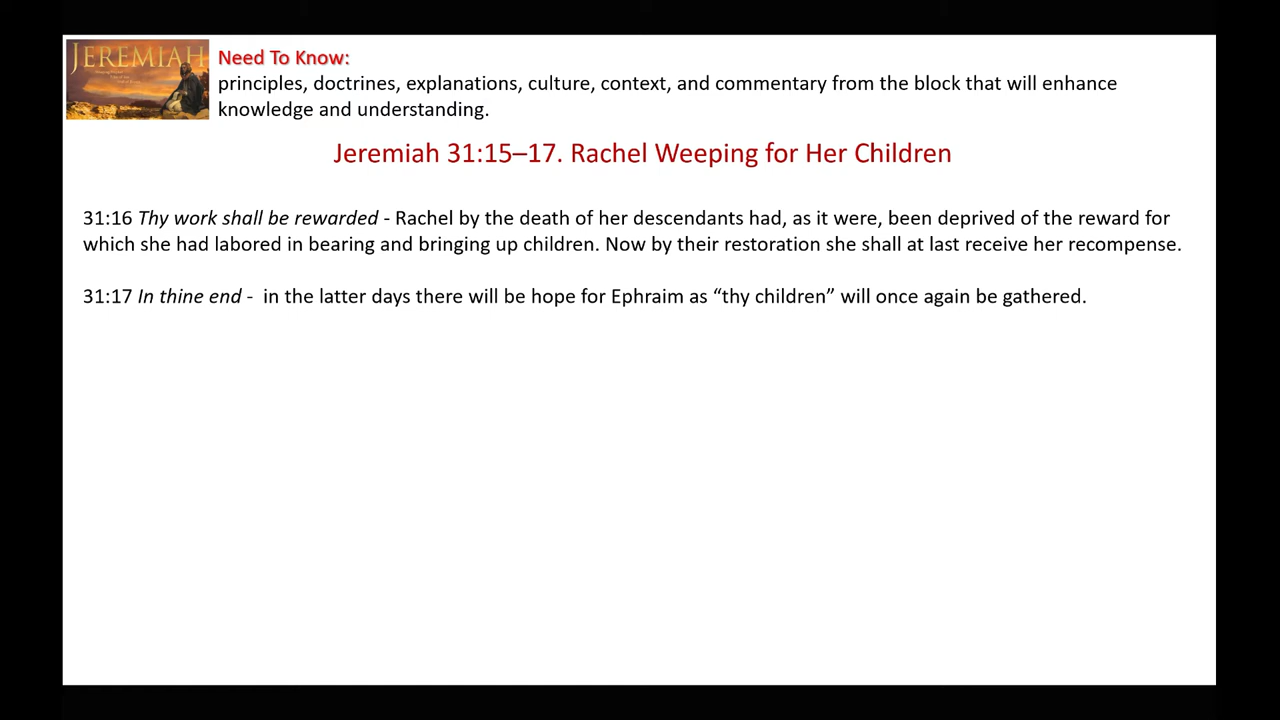 JEREMIAH
Need To Know:
principles, doctrines, explanations, culture, context, and commentary from the block that will enhance
knowledge and understanding.
Jeremiah 31:15–17. Rachel Weeping for Her Children
31:16 Thy work shall be rewarded - Rachel by the death of her descendants had, as it were, been deprived of the reward for
which she had labored in bearing and bringing up children. Now by their restoration she shall at last receive her recompense.
31:17 In thine end -  in the latter days there will be hope for Ephraim as “thy children” will once again be gathered.